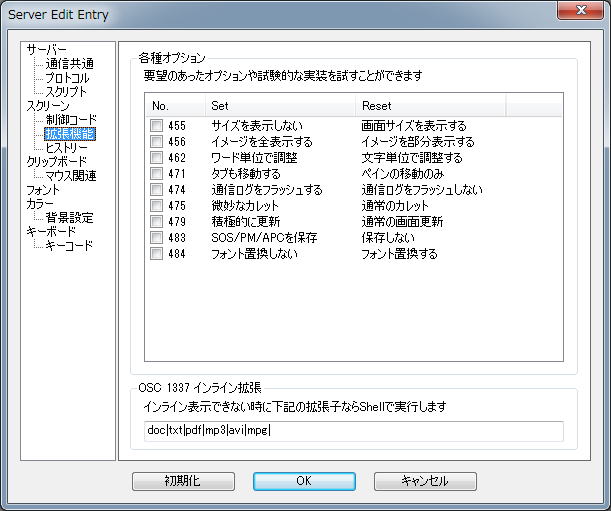 Server Edit Entry
サーバー
通信共通
プロトコル
スクリプト
スクリーン
制御コード
拡張機能
ヒストリー
クリップボード
マウス関連
フォント
カラー
背景設定
キーボード
キーコード
各種オプション
要望のあったオプションや試験的な実装を試すことができます
No. Set Reset
455 サイズを表示しない 画面サイズを表示する
456 イメージを全表示する イメージを部分表示する
462 ワード単位で調整 文字単位で調整する
471 タブも移動する ペインの移動のみ
474 通信ログをフラッシュする 通信ログをフラッシュしない
475 微妙なカレット 通常のカレット
479 積極的に更新 通常の画面更新
483 SOS/PM/APCを保存 保存しない
484 フォント置換しない フォント置換する
OSC 1337 インライン拡張
インライン表示できない時に下記の拡張子ならShellで実行します
doc|txt|pdf|mp3|avi|mpg|
初期化 OK キャンセル